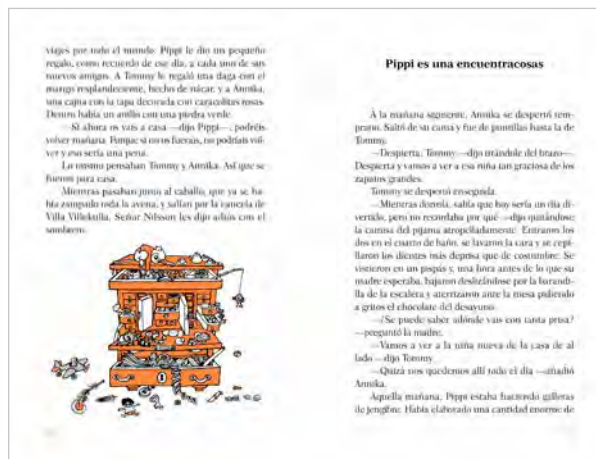 viajes por todo el mundo. Pippi le dio un pequeño
regalo, como recuerdo de ese día, a cada uno de sus
nuevos amigos. A Tommy le regaló una daga con el
mango resplandeciente, hecho de nácar, y a Annika,
una cajita con la tapa decorada con caracolitas rosas.
Dentro había un anillo con una piedra verde.
—Si ahora os vais a casa —dijo Pippi—, podréis
volver mañana. Porque si no os fuerais, no podríais vol-
ver y eso sería una pena.
Lo mismo pensaban Tommy y Annika. Así que se
fueron para casa.
Mientras pasaban junto al caballo, que ya se ha-
bía zampado toda la avena, y salían por la cancela de
Villa Villekulla, Señor Nilsson les dijo adiós con el
sombrero.
Pippi es una encuentracosas
A la mañana siguiente, Annika se despertó tem-
prano. Saltó de su cama y fue de puntillas hasta la de
Tommy.
—Despierta, Tommy —dijo tirándole del brazo—.
Despierta y vamos a ver a esa niña tan graciosa de los
zapatos grandes.
Tommy se despertó enseguida.
—Mientras dormía, sabía que hoy sería un día di-
vertido, pero no recordaba por qué —dijo quitándose
la camisa del pijama atropelladamente. Entraron los
dos en el cuarto de baño, se lavaron la cara y se cepi-
llaron los dientes más deprisa que de costumbre. Se
vistieron en un pispás y, una hora antes de lo que su
madre esperaba, bajaron deslizándose por la barandi-
lla de la escalera y aterrizaron ante la mesa pidiendo
a gritos el chocolate del desayuno.
—¿Se puede saber adónde vais con tanta prisa?
—preguntó la madre.
—Vamos a ver a la niña nueva de la casa de al
lado —dijo Tommy.
—Quizá nos quedemos allí todo el día —añadió
Annika.
Aquella mañana, Pippi estaba haciendo galletas
de jengibre. Había elaborado una cantidad enorme de